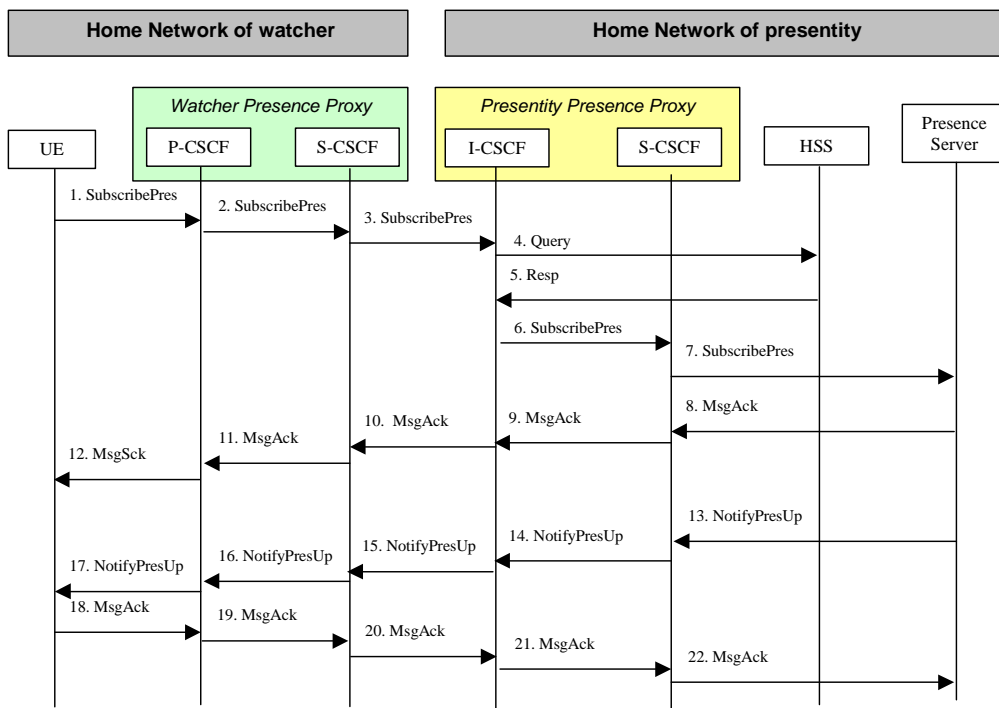 Home Network of watcher
Home Network of presentity
Watcher Presence Proxy
Presentity Presence Proxy
UE
P-CSCF
S-CSCF
I-CSCF
S-CSCF
HSS
Presence
Server
1. SubscribePres
2. SubscribePres
3. SubscribePres
4. Query
5. Resp
6. SubscribePres
7. SubscribePres
8. MsgAck
9. MsgAck
10. MsgAck
11. MsgAck
12. MsgSck
13. NotifyPresUp
14. NotifyPresUp
15. NotifyPresUp
16. NotifyPresUp
17. NotifyPresUp
18. MsgAck
19. MsgAck
20. MsgAck
21. MsgAck
22. MsgAck